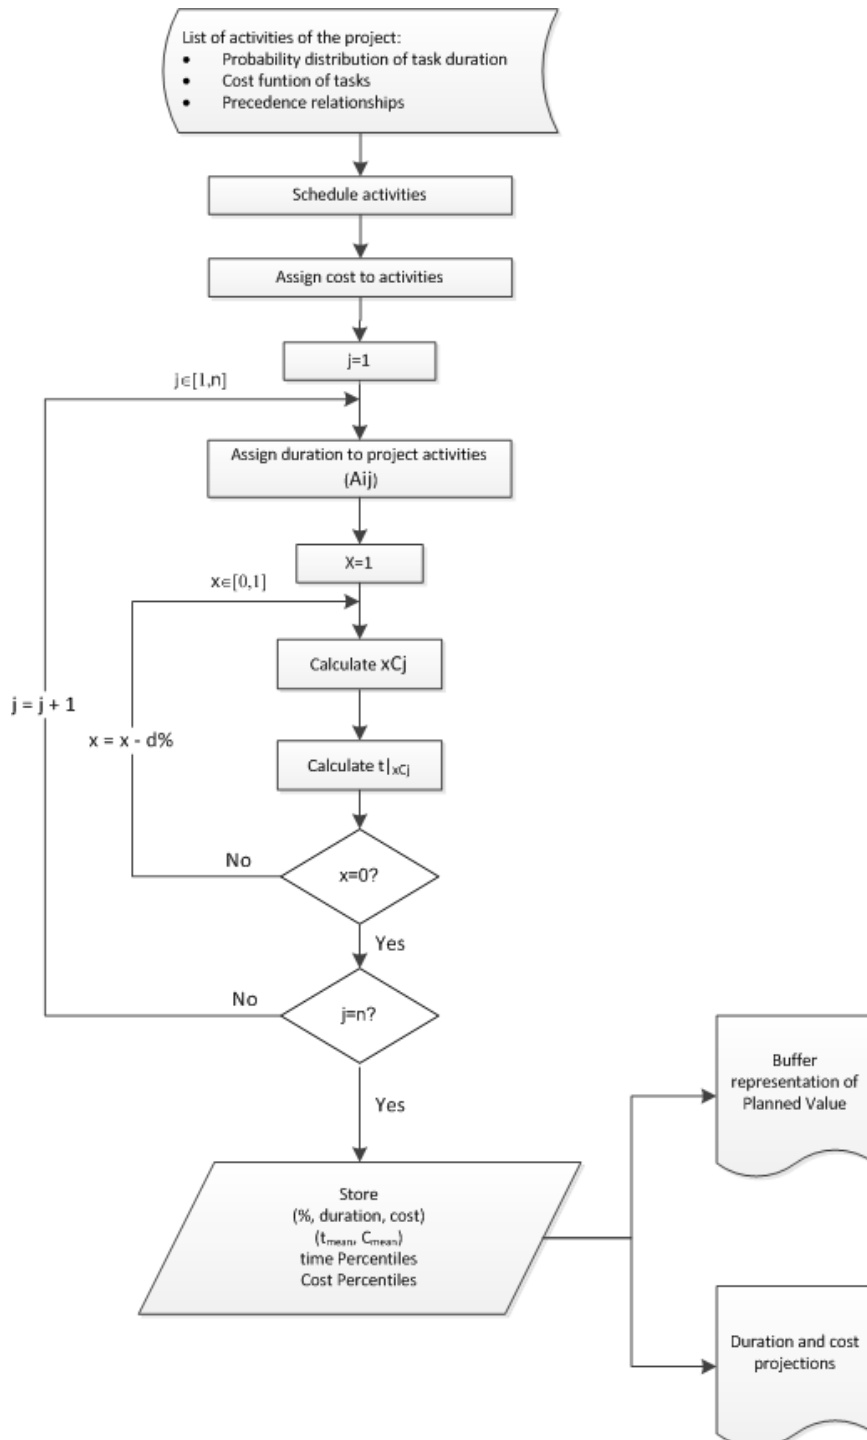 List of activities of the project:
• Probability distribution of task duration
• Cost funtion of tasks
• Precedence relationships
Schedule activities
Assign cost to activities
j=1
j∈[1,n]
Assign duration to project activities
(Aij)
X=1
x∈[0,1]
Calculate xCj
j = j + 1
x = x - d%
Calculate t|xCj
No
x=0?
Yes
No
j=n?
Yes
Buffer
representation of
Planned Value
Store
(%, duration, cost)
(tmean, Cmean)
time Percentiles
Cost Percentiles
Duration and cost
projections